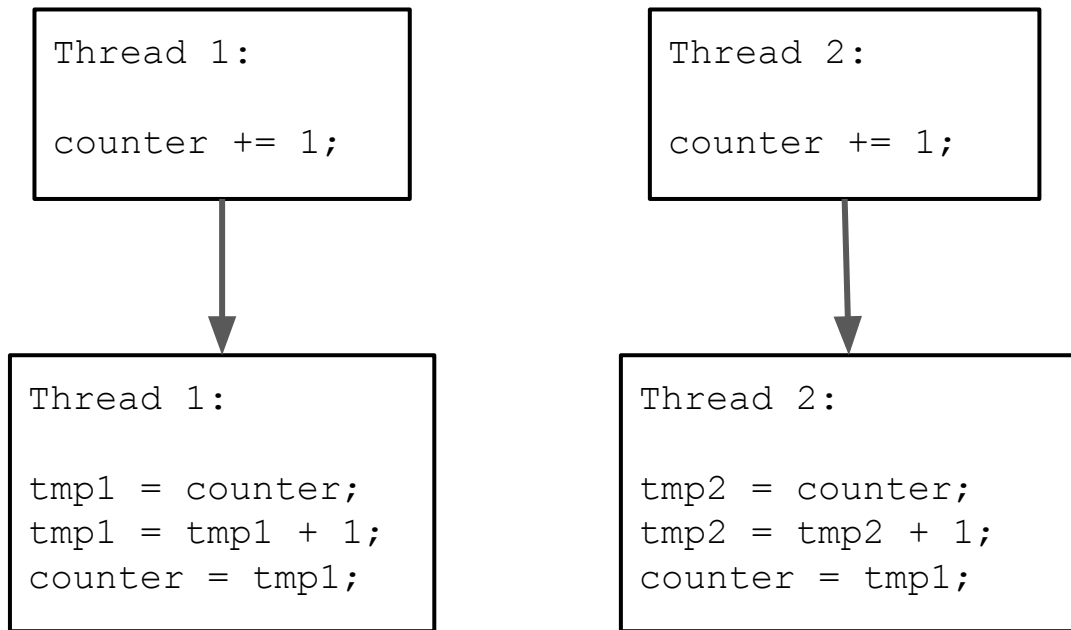 Thread 1:
counter += 1;
Thread 2:
counter += 1;
Thread 1:
tmp1 = counter;
tmp1 = tmp1 + 1;
counter = tmp1;
Thread 2:
tmp2 = counter;
tmp2 = tmp2 + 1;
counter = tmp1;